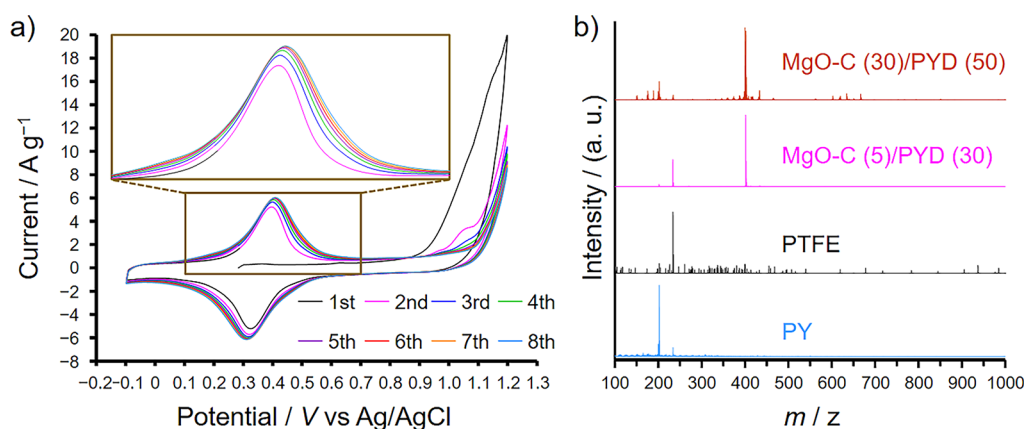 a)
20
18
16
14
12
10
8
6
4
2
0
−2
−4
−6
−8
Current / A g⁻¹
1st 2nd 3rd 4th
5th 6th 7th 8th
−0.2 −0.1 0 0.1 0.2 0.3 0.4 0.5 0.6 0.7 0.8 0.9 1.0 1.1 1.2 1.3
Potential / V vs Ag/AgCl
b)
Intensity / (a. u.)
MgO-C (30)/PYD (50)
MgO-C (5)/PYD (30)
PTFE
PY
100 200 300 400 500 600 700 800 900 1000
m / z